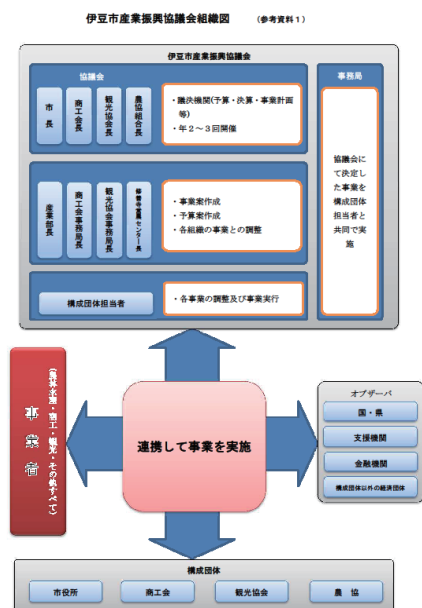 伊豆市産業振興協議会組織図 (参考資料1)
伊豆市産業振興協議会
協議会
市長
商工会長
観光協会長
農協組合長
・議決機関(予算・決算・事業計画
等)
・年2~3回開催
産業部長
商工会事務局長
観光協会事務局長
修善寺営農センター長
・事業案作成
・予算案作成
・各組織の事業との調整
構成団体担当者
・各事業の調整及び事業実行
事務局
協議会に
て決定し
た事業を
構成団体
担当者と
共同で実
施
事業者
(農林水産・商工・観光・その他すべて)
連携して事業を実施
オブザーバ
国・県
支援機関
金融機関
構成団体以外の経済団体
構成団体
市役所
商工会
観光協会
農 協